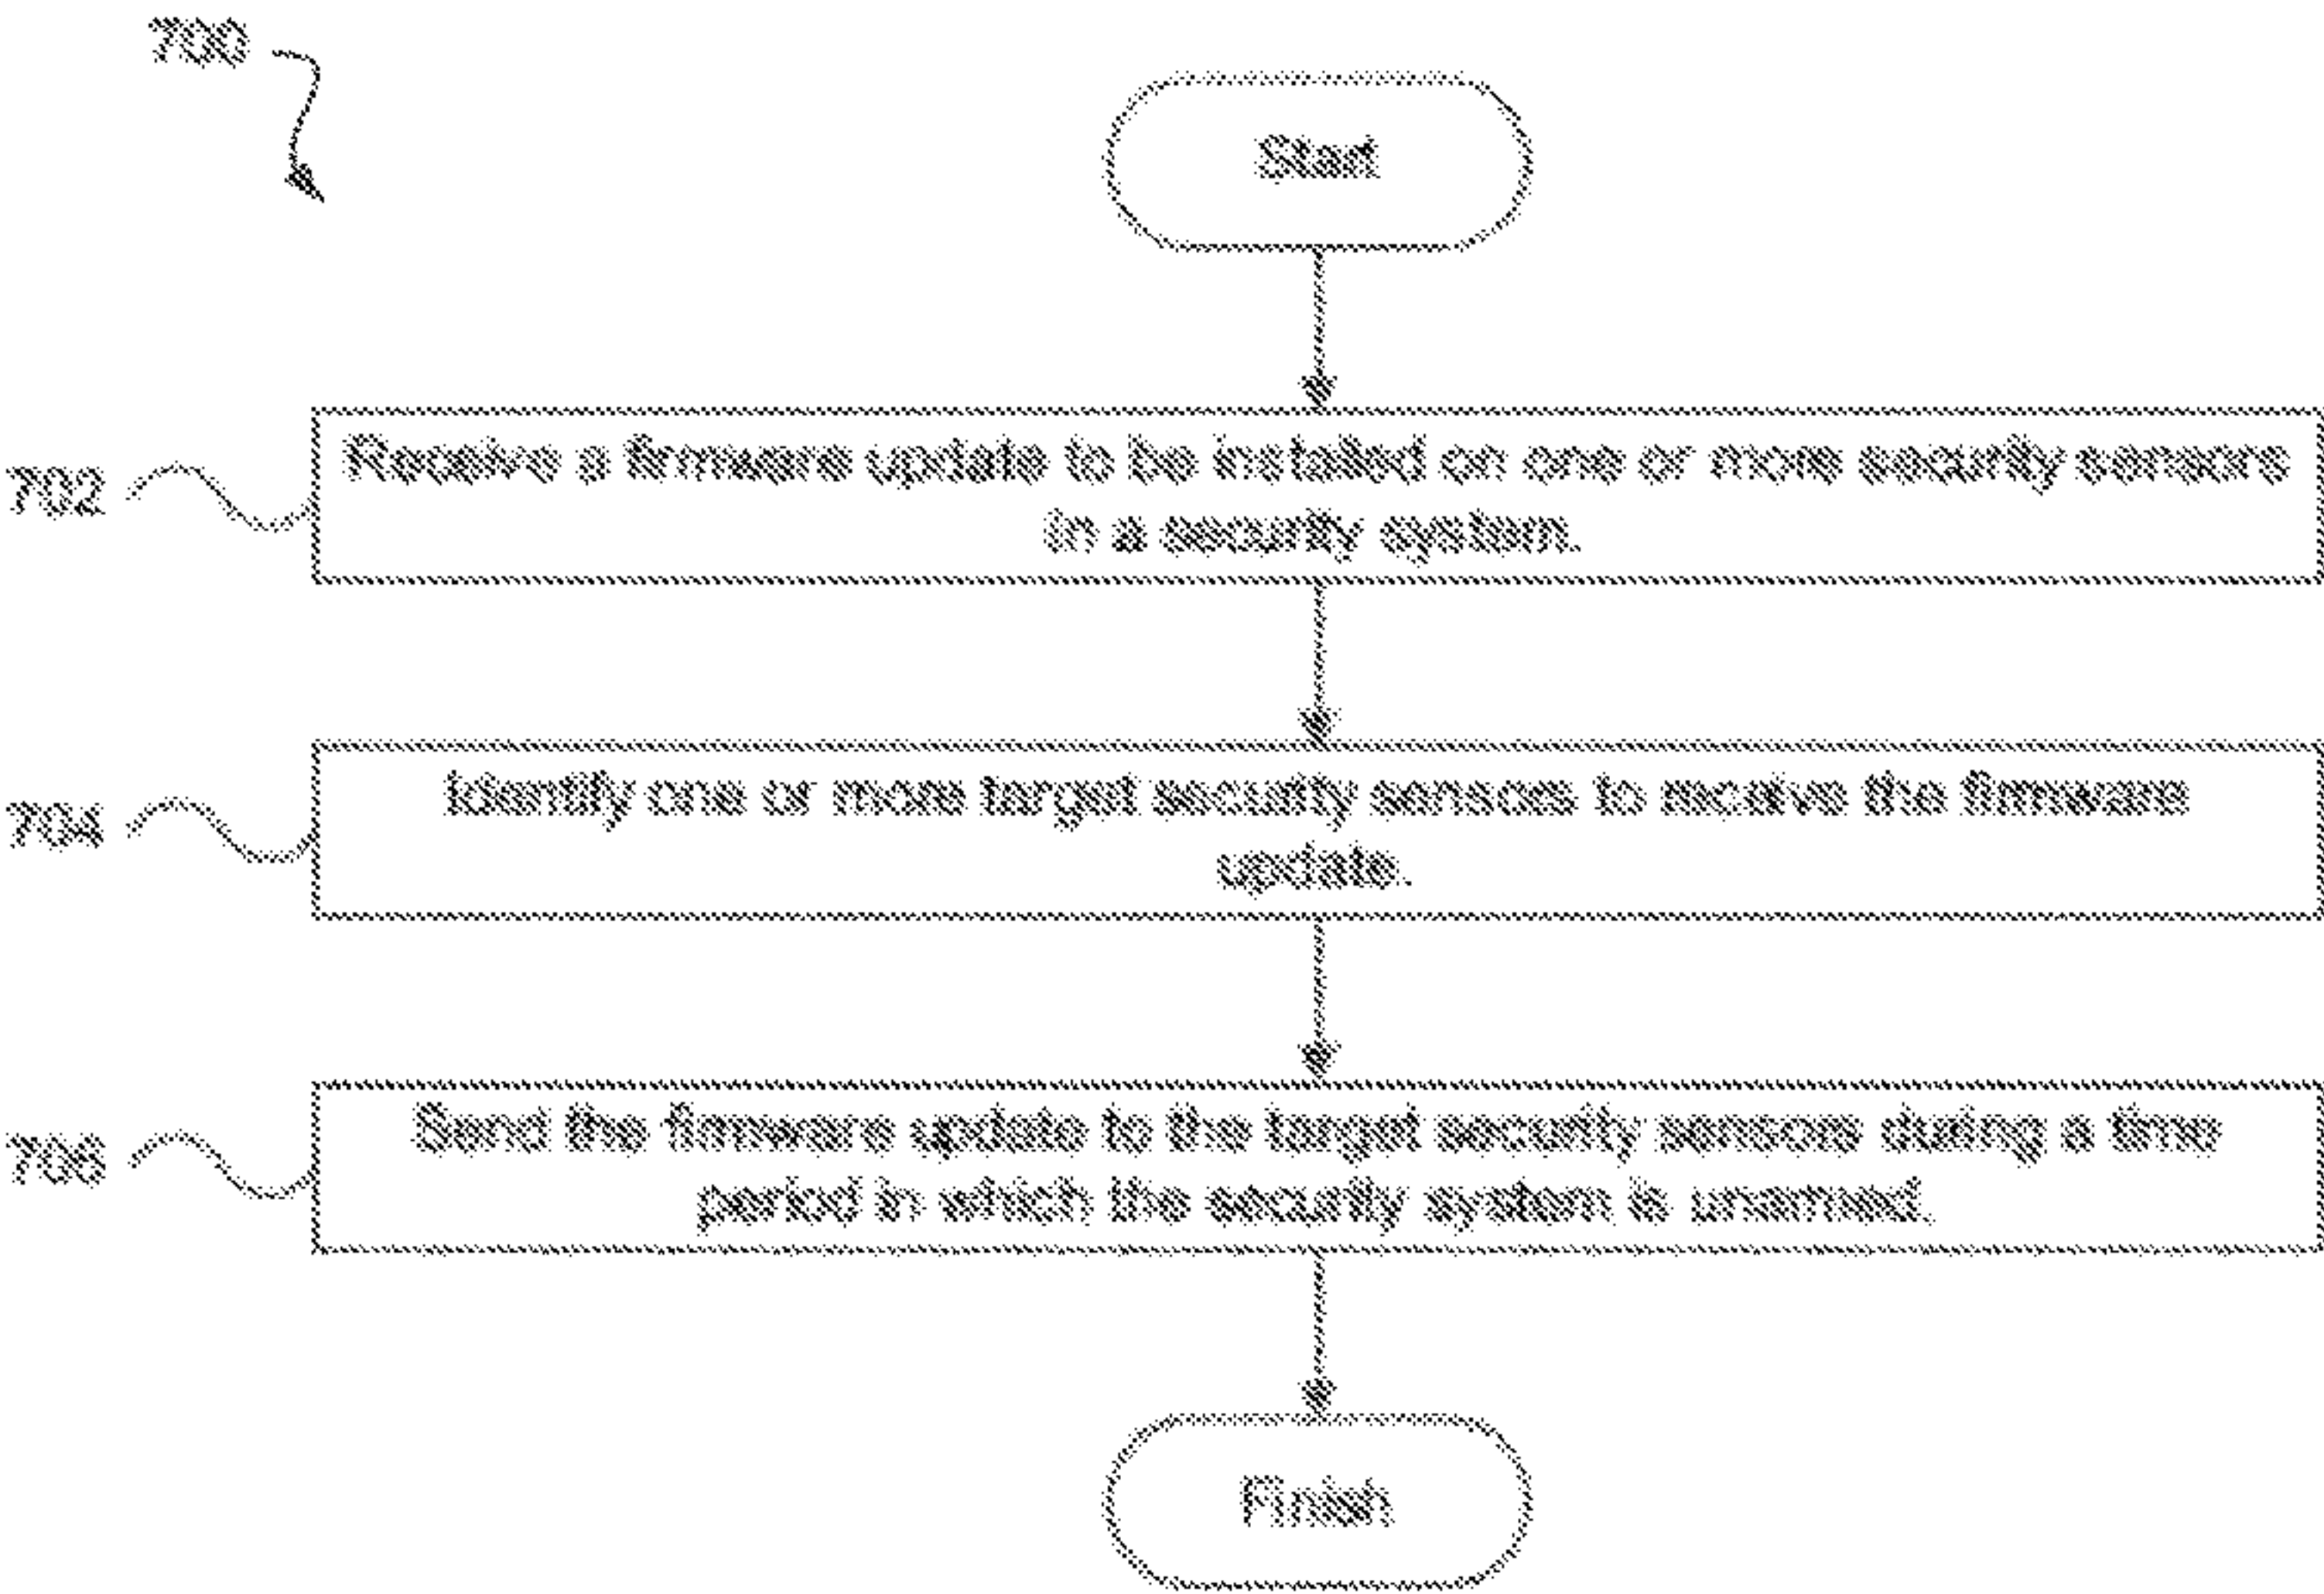 700
Start
702
Receive a firmware update to be installed on one or more security sensors
in a security system.
704
Identify one or more target security sensors to receive the firmware
update.
706
Send the firmware update to the target security sensors during a time
period in which the security system is unarmed.
Finish